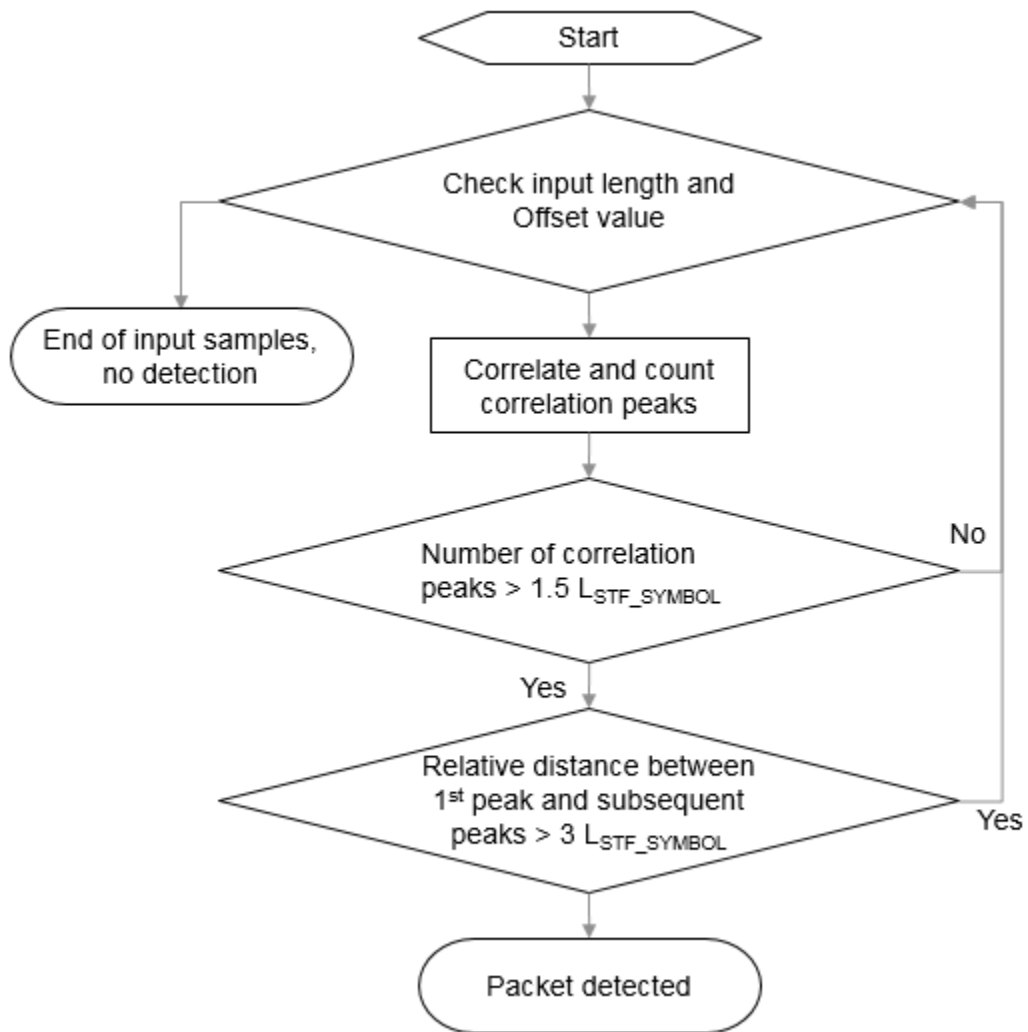 Start
Check input length and
Offset value
End of input samples,
no detection
Correlate and count
correlation peaks
Number of correlation
peaks > 1.5 L_STF_SYMBOL
No
Yes
Relative distance between
1st peak and subsequent
peaks > 3 L_STF_SYMBOL
Yes
Packet detected